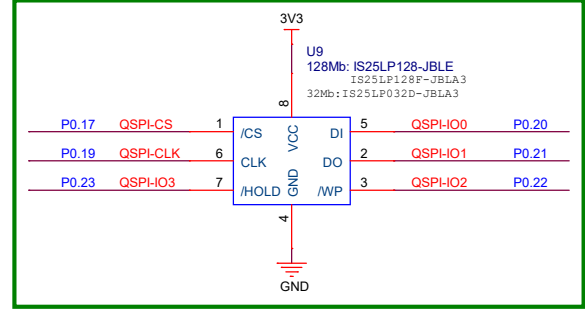 3V3
U9
128Mb: IS25LP128-JBLE
IS25LP128F-JBLA3
32Mb:IS25LP032D-JBLA3
8
P0.17 QSPI-CS 1 /CS VCC DI 5 QSPI-IO0 P0.20
P0.19 QSPI-CLK 6 CLK DO 2 QSPI-IO1 P0.21
P0.23 QSPI-IO3 7 /HOLD GND /WP 3 QSPI-IO2 P0.22
4
GND